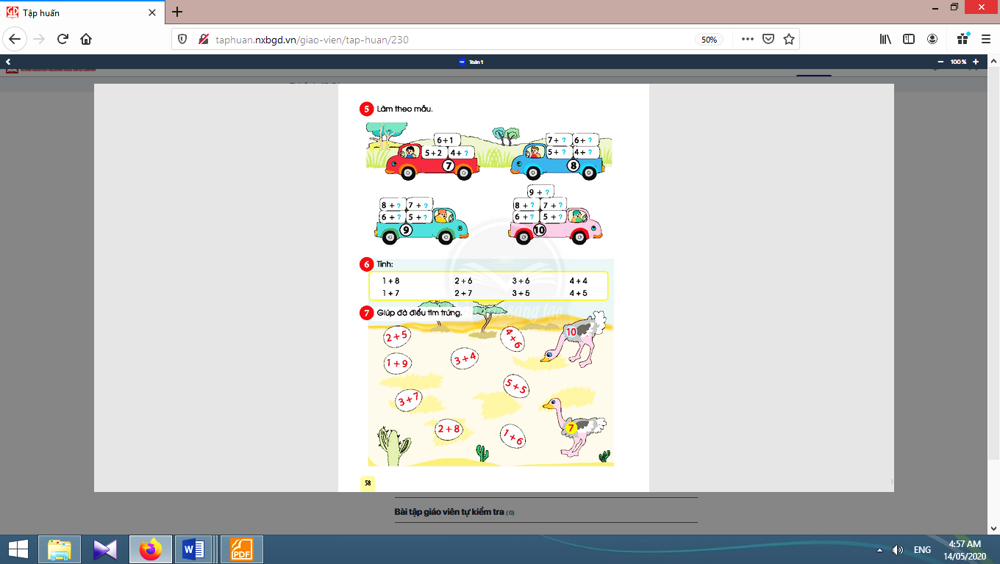 Tập huấn
taphuan.nxbgd.vn/giao-vien/tap-huan/230
50%
Toán 1
100%
5 Làm theo mẫu.
6 + 1
5 + 2 4 + ?
7
7 + ? 6 + ?
5 + ? 4 + ?
8
8 + ? 7 + ?
6 + ? 5 + ?
9
9 + ?
8 + ? 7 + ?
6 + ? 5 + ?
10
6 Tính:
1 + 8 2 + 6 3 + 6 4 + 4
1 + 7 2 + 7 3 + 5 4 + 5
7 Giúp đà điểu tìm trứng.
2 + 5
4 + 6
10
1 + 9
3 + 4
5 + 5
3 + 7
2 + 8
1 + 6
7
58
Bài tập giáo viên tự kiểm tra (0)
ENG
4:57 AM
14/05/2020
PDF